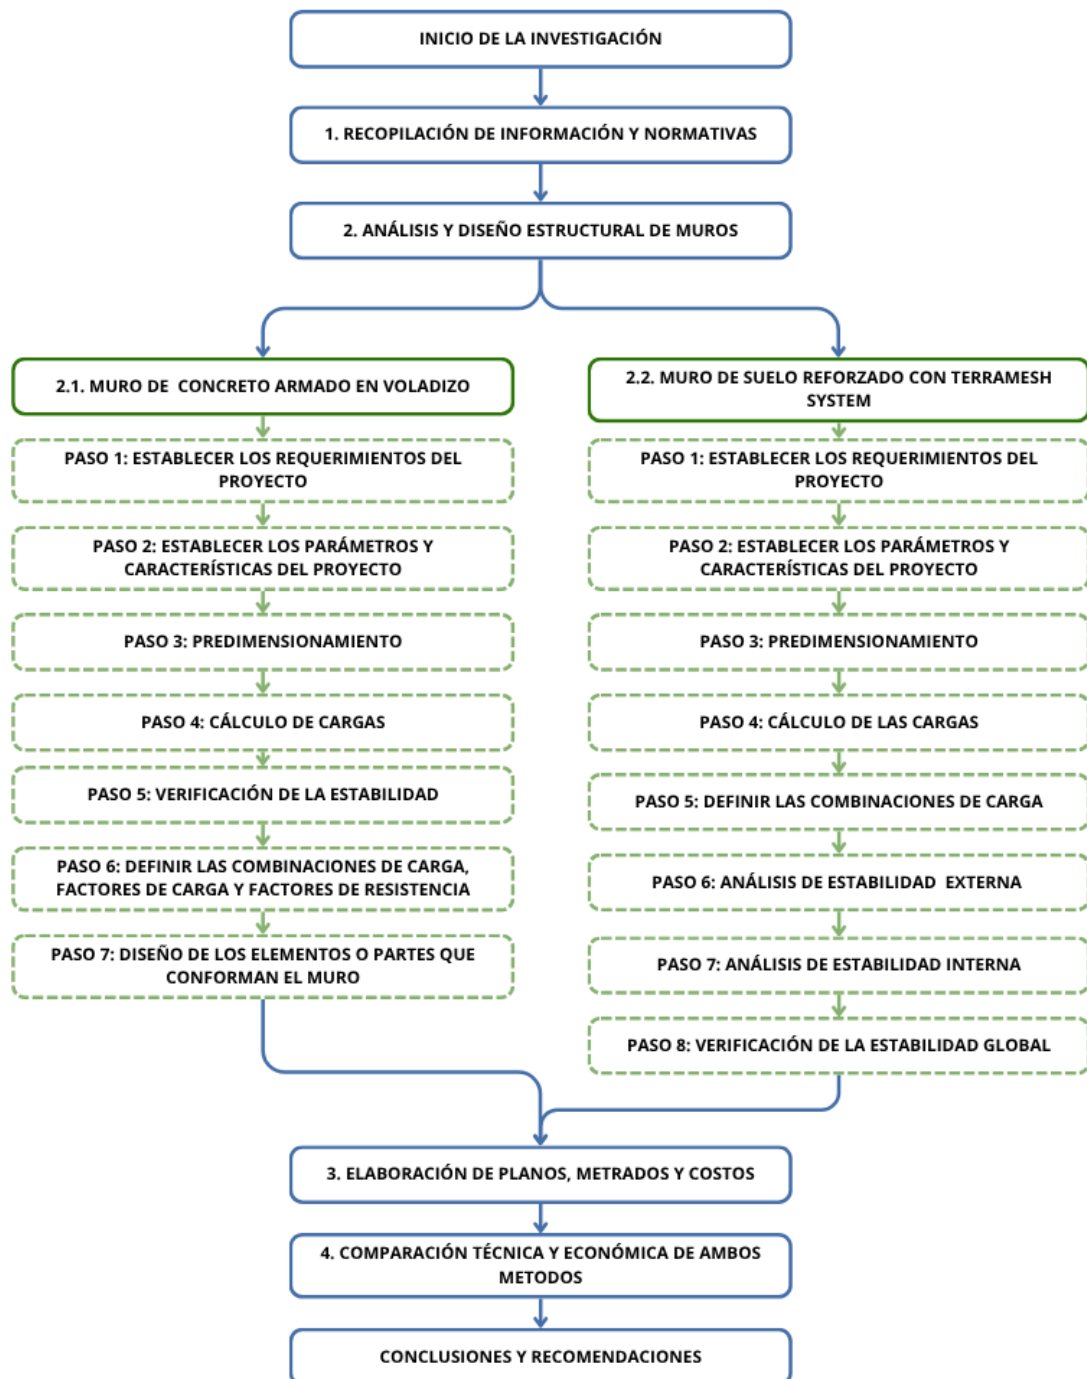 INICIO DE LA INVESTIGACIÓN
1. RECOPILACIÓN DE INFORMACIÓN Y NORMATIVAS
2. ANÁLISIS Y DISEÑO ESTRUCTURAL DE MUROS
2.1. MURO DE CONCRETO ARMADO EN VOLADIZO
PASO 1: ESTABLECER LOS REQUERIMIENTOS DEL
PROYECTO
PASO 2: ESTABLECER LOS PARÁMETROS Y
CARACTERÍSTICAS DEL PROYECTO
PASO 3: PREDIMENSIONAMIENTO
PASO 4: CÁLCULO DE CARGAS
PASO 5: VERIFICACIÓN DE LA ESTABILIDAD
PASO 6: DEFINIR LAS COMBINACIONES DE CARGA,
FACTORES DE CARGA Y FACTORES DE RESISTENCIA
PASO 7: DISEÑO DE LOS ELEMENTOS O PARTES QUE
CONFORMAN EL MURO
2.2. MURO DE SUELO REFORZADO CON TERRAMESH
SYSTEM
PASO 1: ESTABLECER LOS REQUERIMIENTOS DEL
PROYECTO
PASO 2: ESTABLECER LOS PARÁMETROS Y
CARACTERÍSTICAS DEL PROYECTO
PASO 3: PREDIMENSIONAMIENTO
PASO 4: CÁLCULO DE LAS CARGAS
PASO 5: DEFINIR LAS COMBINACIONES DE CARGA
PASO 6: ANÁLISIS DE ESTABILIDAD EXTERNA
PASO 7: ANÁLISIS DE ESTABILIDAD INTERNA
PASO 8: VERIFICACIÓN DE LA ESTABILIDAD GLOBAL
3. ELABORACIÓN DE PLANOS, METRADOS Y COSTOS
4. COMPARACIÓN TÉCNICA Y ECONÓMICA DE AMBOS
METODOS
CONCLUSIONES Y RECOMENDACIONES